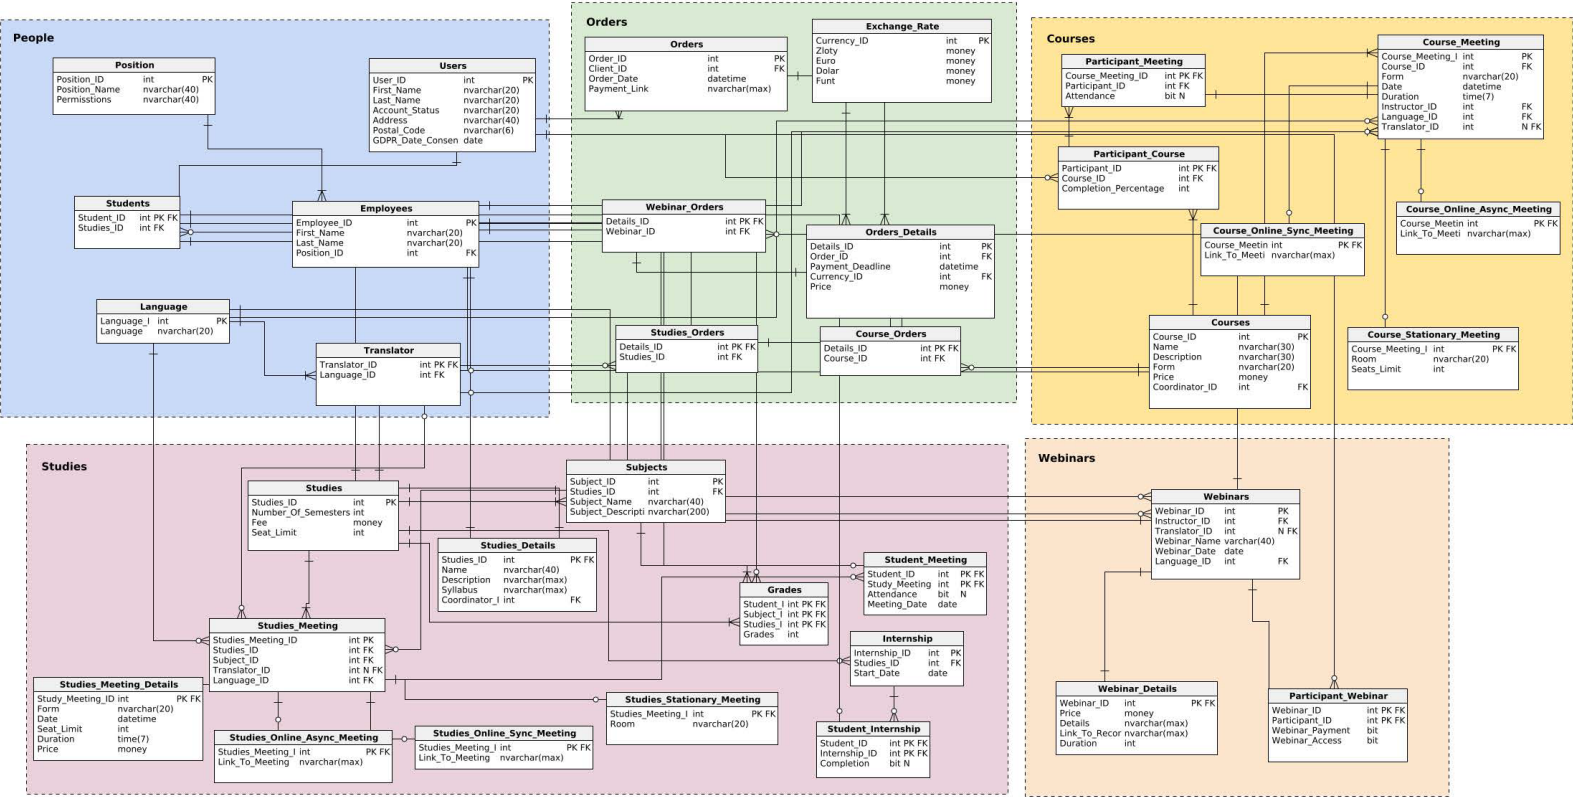 People
Position
Position_ID int PK
Position_Name nvarchar(40)
Permisstions nvarchar(40)
Users
User_ID int PK
First_Name nvarchar(20)
Last_Name nvarchar(20)
Account_Status nvarchar(20)
Address nvarchar(40)
Postal_Code nvarchar(6)
GDPR_Date_Consen date
Students
Student_ID int PK FK
Studies_ID int FK
Employees
Employee_ID int PK
First_Name nvarchar(20)
Last_Name nvarchar(20)
Position_ID int FK
Language
Language_I int PK
Language nvarchar(20)
Translator
Translator_ID int PK FK
Language_ID int FK
Orders
Orders
Order_ID int PK
Client_ID int FK
Order_Date datetime
Payment_Link nvarchar(max)
Exchange_Rate
Currency_ID int PK
Zloty money
Euro money
Dolar money
Funt money
Webinar_Orders
Details_ID int PK FK
Webinar_ID int FK
Orders_Details
Details_ID int PK
Order_ID int FK
Payment_Deadline datetime
Currency_ID int FK
Price money
Studies_Orders
Details_ID int PK FK
Studies_ID int FK
Course_Orders
Details_ID int PK FK
Course_ID int FK
Courses
Participant_Meeting
Course_Meeting_ID int PK FK
Participant_ID int FK
Attendance bit N
Course_Meeting
Course_Meeting_I int PK
Course_ID int FK
Form nvarchar(20)
Date datetime
Duration time(7)
Instructor_ID int FK
Language_ID int FK
Translator_ID int N FK
Participant_Course
Participant_ID int PK FK
Course_ID int FK
Completion_Percentage int
Course_Online_Sync_Meeting
Course_Meetin int PK FK
Link_To_Meeti nvarchar(max)
Course_Online_Async_Meeting
Course_Meetin int PK FK
Link_To_Meeti nvarchar(max)
Courses
Course_ID int PK
Name nvarchar(30)
Description nvarchar(30)
Form nvarchar(20)
Price money
Coordinator_ID int FK
Course_Stationary_Meeting
Course_Meeting_I int PK FK
Room nvarchar(20)
Seats_Limit int
Studies
Subjects
Subject_ID int PK
Studies_ID int FK
Subject_Name nvarchar(40)
Subject_Descripti nvarchar(200)
Studies
Studies_ID int PK
Number_Of_Semesters int
Fee money
Seat_Limit int
Studies_Details
Studies_ID int PK FK
Name nvarchar(40)
Description nvarchar(max)
Syllabus nvarchar(max)
Coordinator_I int FK
Student_Meeting
Student_ID int PK FK
Study_Meeting int PK FK
Attendance bit N
Meeting_Date date
Grades
Student_I int PK FK
Subject_I int PK FK
Studies_I int PK FK
Grades int
Studies_Meeting
Studies_Meeting_ID int PK
Studies_ID int FK
Subject_ID int FK
Translator_ID int N FK
Language_ID int FK
Internship
Internship_ID int PK
Studies_ID int FK
Start_Date date
Studies_Meeting_Details
Study_Meeting_ID int PK FK
Form nvarchar(20)
Date datetime
Seat_Limit int
Duration time(7)
Price money
Studies_Stationary_Meeting
Studies_Meeting_I int PK FK
Room nvarchar(20)
Studies_Online_Async_Meeting
Studies_Meeting_I int PK FK
Link_To_Meeting nvarchar(max)
Studies_Online_Sync_Meeting
Studies_Meeting_I int PK FK
Link_To_Meeting nvarchar(max)
Student_Internship
Student_ID int PK FK
Internship_ID int PK FK
Completion bit N
Webinars
Webinars
Webinar_ID int PK
Instructor_ID int FK
Translator_ID int N FK
Webinar_Name varchar(40)
Webinar_Date date
Language_ID int FK
Webinar_Details
Webinar_ID int PK FK
Price money
Details nvarchar(max)
Link_To_Recor nvarchar(max)
Duration int
Participant_Webinar
Webinar_ID int PK FK
Participant_ID int PK FK
Webinar_Payment bit
Webinar_Access bit